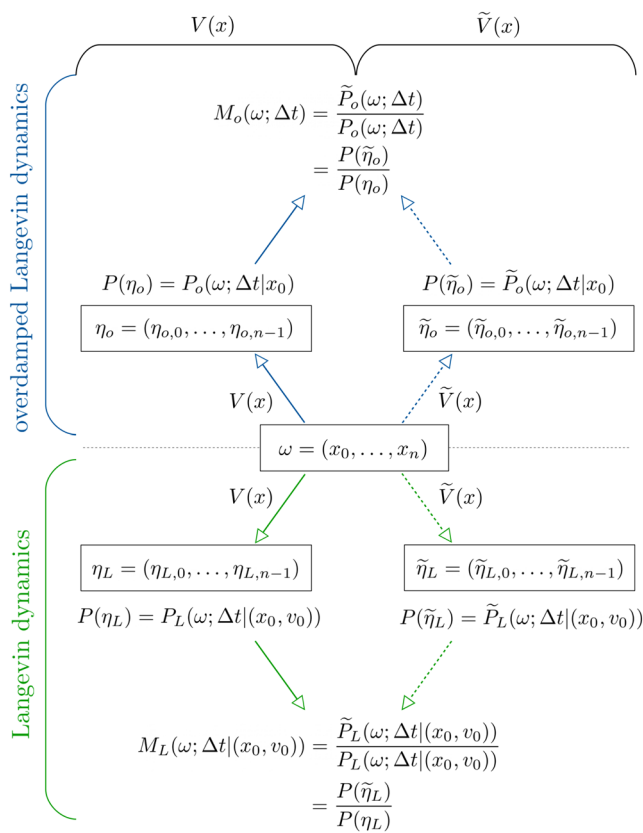 V(x) Ṽ(x)
overdamped Langevin dynamics
M_o(ω; Δt) = P̃_o(ω; Δt) / P_o(ω; Δt)
= P(η̃_o) / P(η_o)
P(η_o) = P_o(ω; Δt|x_0) P(η̃_o) = P̃_o(ω; Δt|x_0)
η_o = (η_{o,0}, . . . , η_{o,n−1}) η̃_o = (η̃_{o,0}, . . . , η̃_{o,n−1})
V(x) Ṽ(x)
ω = (x_0, . . . , x_n)
Langevin dynamics
V(x) Ṽ(x)
η_L = (η_{L,0}, . . . , η_{L,n−1}) η̃_L = (η̃_{L,0}, . . . , η̃_{L,n−1})
P(η_L) = P_L(ω; Δt|(x_0, v_0)) P(η̃_L) = P̃_L(ω; Δt|(x_0, v_0))
M_L(ω; Δt|(x_0, v_0)) = P̃_L(ω; Δt|(x_0, v_0)) / P_L(ω; Δt|(x_0, v_0))
= P(η̃_L) / P(η_L)